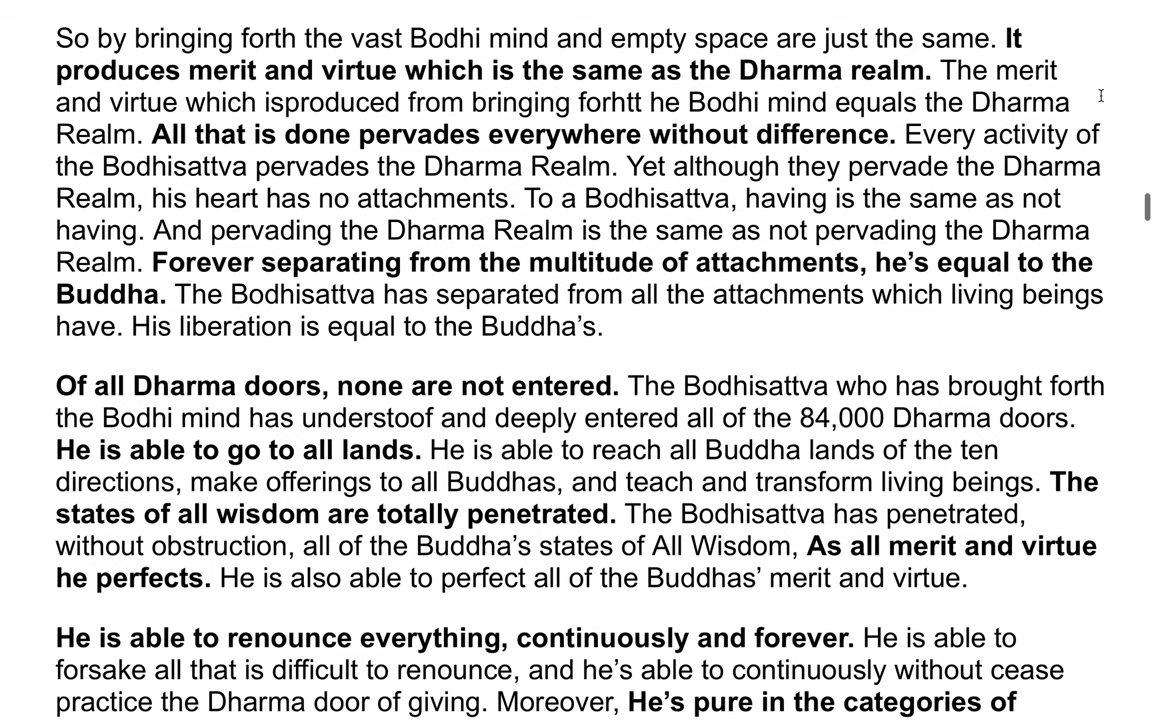 So by bringing forth the vast Bodhi mind and empty space are just the same. It
produces merit and virtue which is the same as the Dharma realm. The merit
and virtue which isproduced from bringing forhtt he Bodhi mind equals the Dharma
Realm. All that is done pervades everywhere without difference. Every activity of
the Bodhisattva pervades the Dharma Realm. Yet although they pervade the Dharma
Realm, his heart has no attachments. To a Bodhisattva, having is the same as not
having. And pervading the Dharma Realm is the same as not pervading the Dharma
Realm. Forever separating from the multitude of attachments, he’s equal to the
Buddha. The Bodhisattva has separated from all the attachments which living beings
have. His liberation is equal to the Buddha’s.
Of all Dharma doors, none are not entered. The Bodhisattva who has brought forth
the Bodhi mind has understoof and deeply entered all of the 84,000 Dharma doors.
He is able to go to all lands. He is able to reach all Buddha lands of the ten
directions, make offerings to all Buddhas, and teach and transform living beings. The
states of all wisdom are totally penetrated. The Bodhisattva has penetrated,
without obstruction, all of the Buddha’s states of All Wisdom, As all merit and virtue
he perfects. He is also able to perfect all of the Buddhas’ merit and virtue.
He is able to renounce everything, continuously and forever. He is able to
forsake all that is difficult to renounce, and he’s able to continuously without cease
practice the Dharma door of giving. Moreover, He’s pure in the categories of